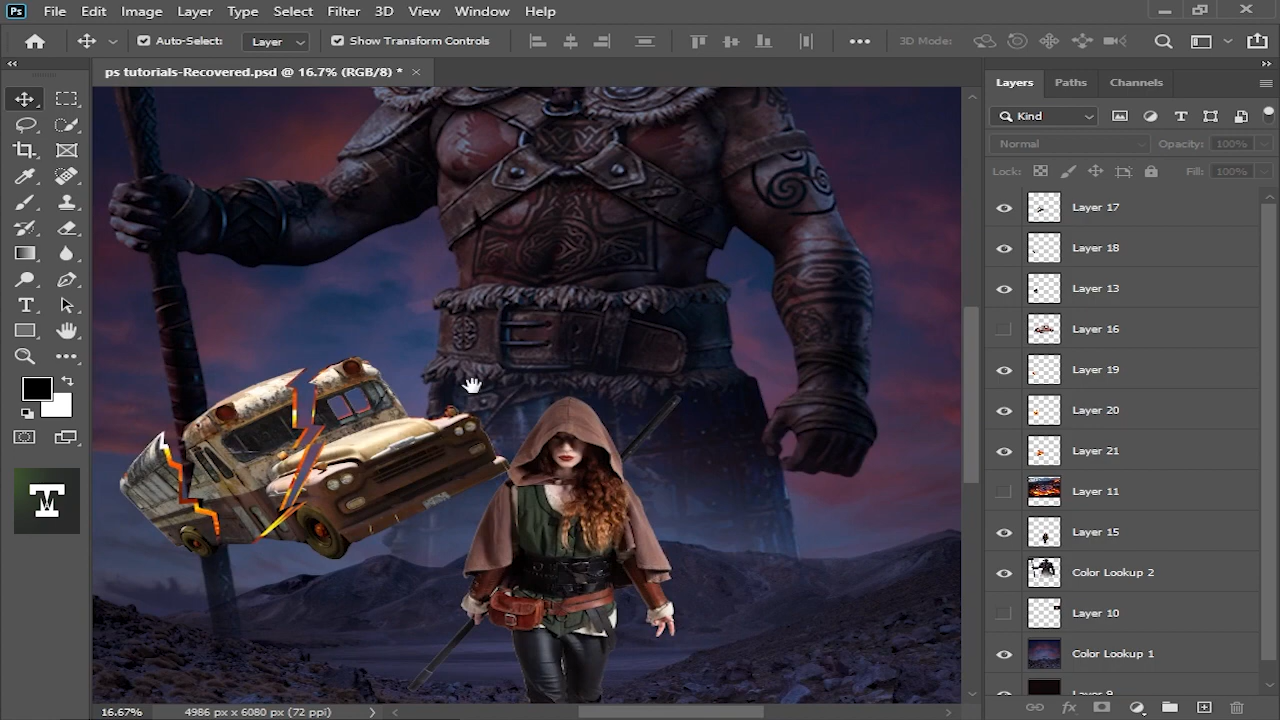 Ps File Edit Image Layer Type Select Filter 3D View Window Help
Auto-Select: Layer Show Transform Controls 3D Mode:
ps tutorials-Recovered.psd @ 16.7% (RGB/8) *
Layers Paths Channels
Kind
Normal Opacity: 100%
Lock: Fill: 100%
Layer 17
Layer 18
Layer 13
Layer 16
Layer 19
Layer 20
Layer 21
Layer 11
Layer 15
Color Lookup 2
Layer 10
Color Lookup 1
Layer 9
16.67% 4986 px x 6080 px (72 ppi)